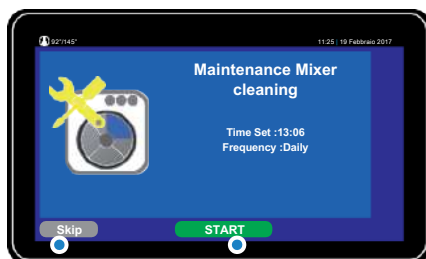 92°/145°
11:25 | 19 Febbraio 2017
Maintenance Mixer
cleaning
Time Set :13:06
Frequency :Daily
Skip
START